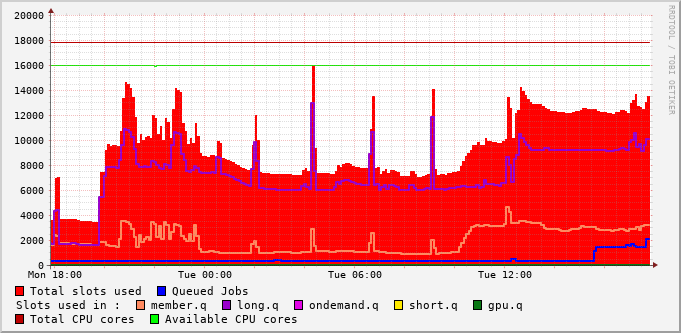 20000
18000
16000
14000
12000
10000
8000
6000
4000
2000
0
Mon 18:00 Tue 00:00 Tue 06:00 Tue 12:00
RRDTOOL / TOBI OETIKER
Total slots used Queued Jobs
Slots used in : member.q long.q ondemand.q short.q gpu.q
Total CPU cores Available CPU cores